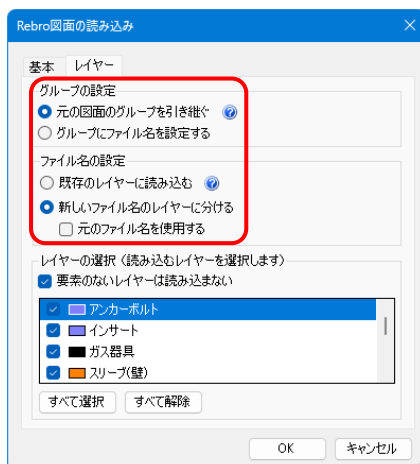 Rebro図面の読み込み
基本 レイヤー
グループの設定
元の図面のグループを引き継ぐ ?
グループにファイル名を設定する
ファイル名の設定
既存のレイヤーに読み込む ?
新しいファイル名のレイヤーに分ける
元のファイル名を使用する
レイヤーの選択 (読み込むレイヤーを選択します)
要素のないレイヤーは読み込まない
アンカーボルト
インサート
ガス器具
スリーブ(壁)
すべて選択 すべて解除
OK キャンセル